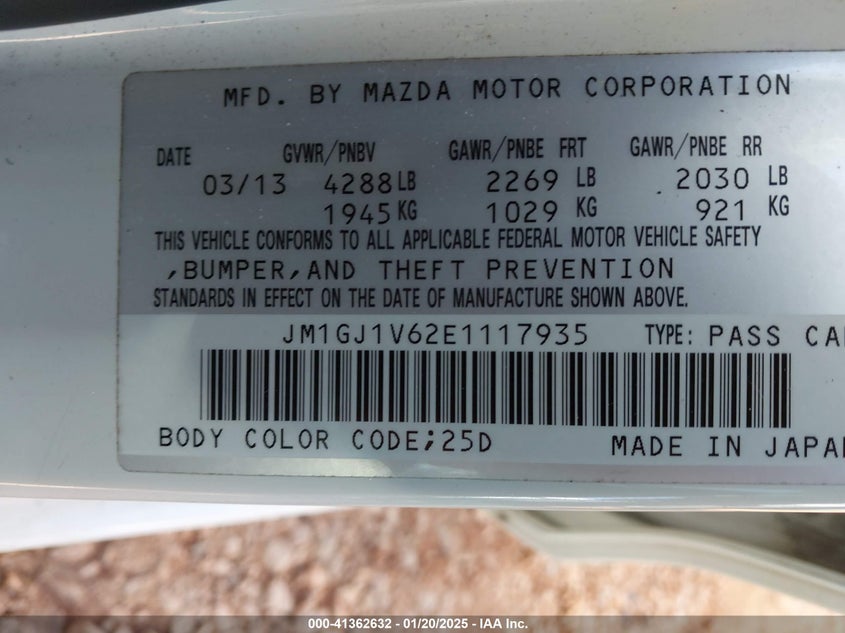 MFD. BY MAZDA MOTOR CORPORATION
DATE GVWR/PNBV GAWR/PNBE FRT GAWR/PNBE RR
03/13 4288 LB 2269 LB 2030 LB
1945 KG 1029 KG 921 KG
THIS VEHICLE CONFORMS TO ALL APPLICABLE FEDERAL MOTOR VEHICLE SAFETY
,BUMPER,AND THEFT PREVENTION
STANDARDS IN EFFECT ON THE DATE OF MANUFACTURE SHOWN ABOVE.
JM1GJ1V62E1117935 TYPE: PASS CAR
BODY COLOR CODE;25D MADE IN JAPAN
000-41362632 - 01/20/2025 - IAA Inc.